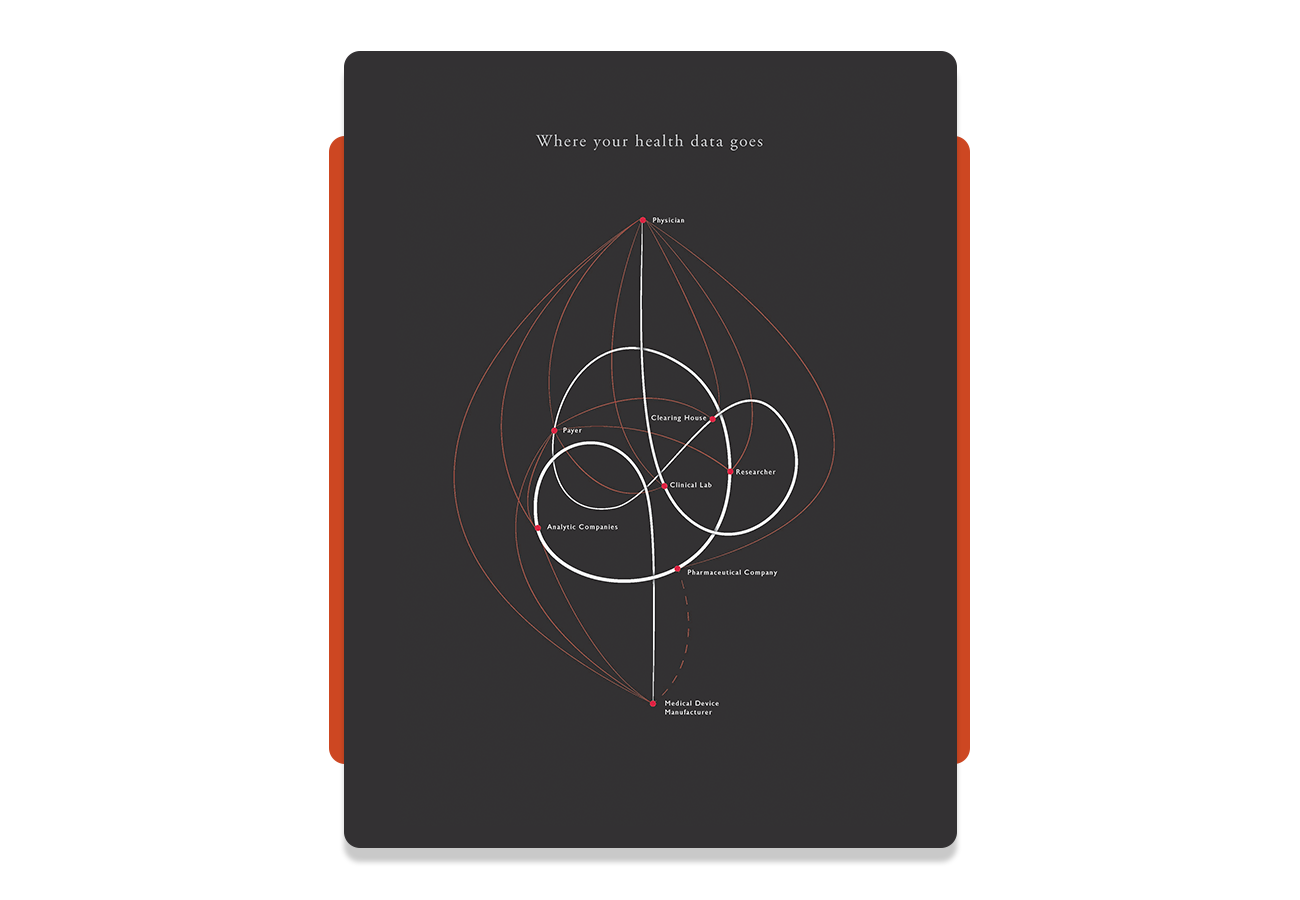 Where your health data goes
Physician
Clearing House
Payer
Researcher
Clinical Lab
Analytic Companies
Pharmaceutical Company
Medical Device
Manufacturer